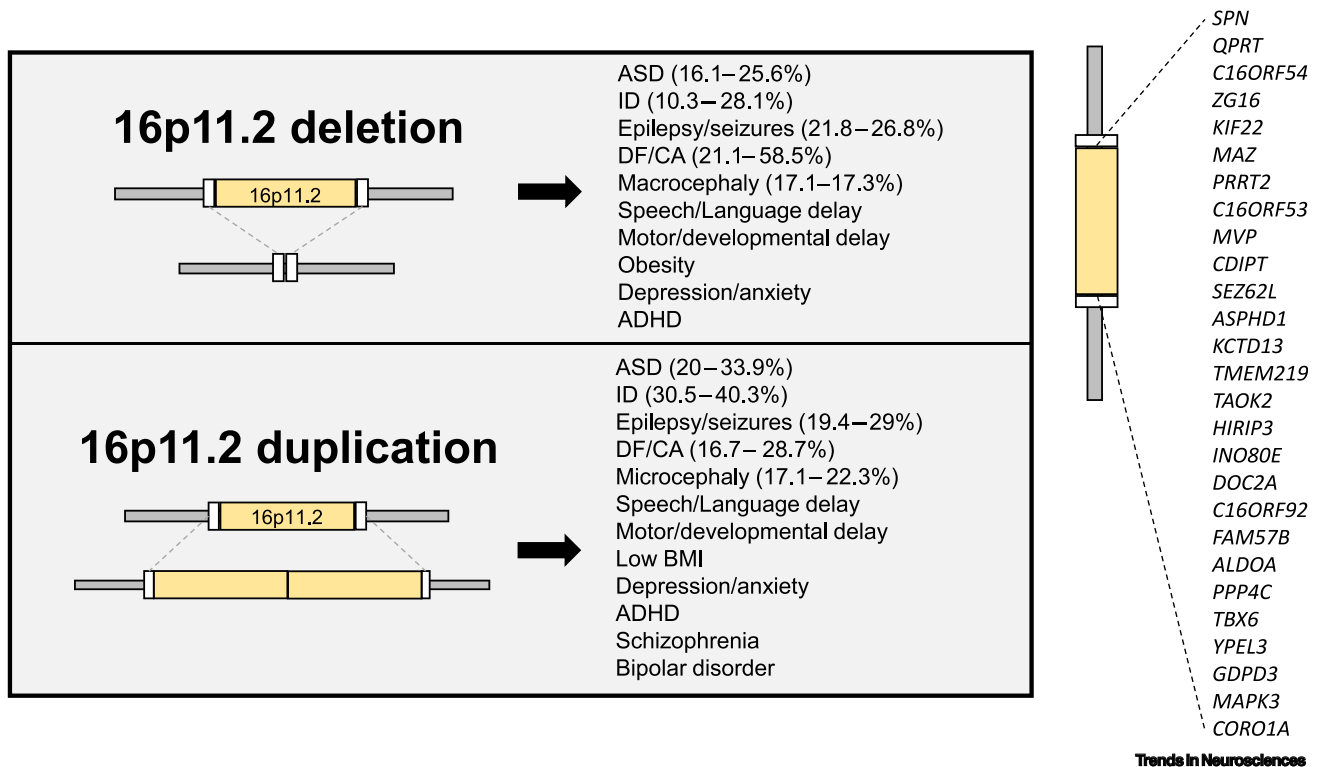 16p11.2 deletion
16p11.2
ASD (16.1–25.6%)
ID (10.3–28.1%)
Epilepsy/seizures (21.8–26.8%)
DF/CA (21.1–58.5%)
Macrocephaly (17.1–17.3%)
Speech/Language delay
Motor/developmental delay
Obesity
Depression/anxiety
ADHD
16p11.2 duplication
16p11.2
ASD (20–33.9%)
ID (30.5–40.3%)
Epilepsy/seizures (19.4–29%)
DF/CA (16.7–28.7%)
Microcephaly (17.1–22.3%)
Speech/Language delay
Motor/developmental delay
Low BMI
Depression/anxiety
ADHD
Schizophrenia
Bipolar disorder
SPN
QPRT
C16ORF54
ZG16
KIF22
MAZ
PRRT2
C16ORF53
MVP
CDIPT
SEZ62L
ASPHD1
KCTD13
TMEM219
TAOK2
HIRIP3
INO80E
DOC2A
C16ORF92
FAM57B
ALDOA
PPP4C
TBX6
YPEL3
GDPD3
MAPK3
CORO1A
Trends in Neurosciences